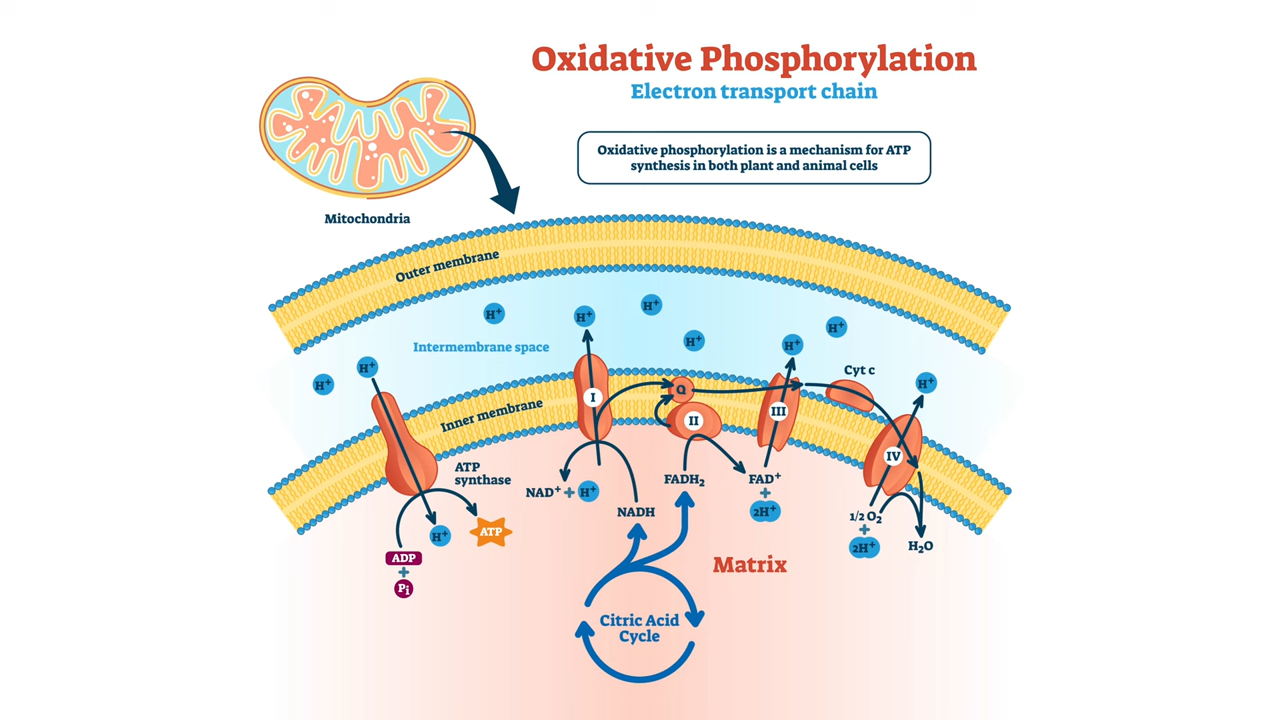 Oxidative Phosphorylation
Electron transport chain
Oxidative phosphorylation is a mechanism for ATP
synthesis in both plant and animal cells
Mitochondria
Outer membrane
H⁺
H⁺
H⁺
H⁺
H⁺
H⁺
Intermembrane space
H⁺
H⁺
H⁺
Cyt c
Inner membrane
I
Q
II
III
IV
ATP
synthase
NAD⁺ + H⁺
NADH
FADH₂
FAD⁺
+
2H⁺
1/2 O₂
+
2H⁺
H₂O
H⁺
ATP
ADP
+
Pi
Matrix
Citric Acid
Cycle